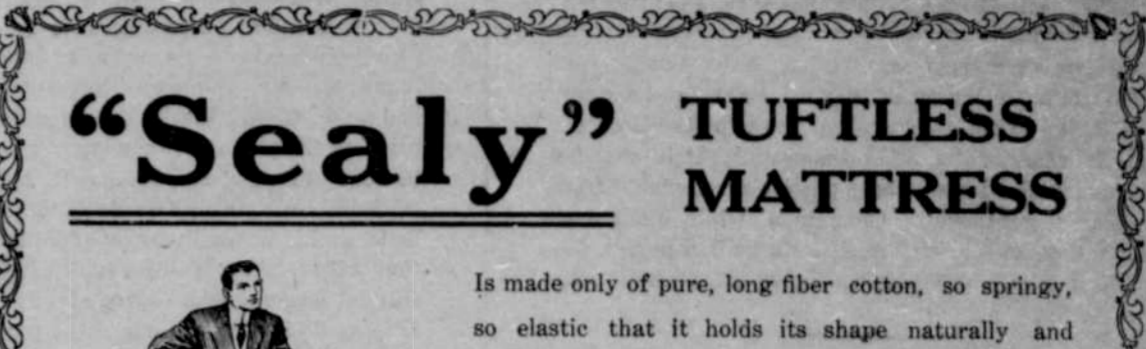 "Sealy"
TUFTLESS
MATTRESS
Is made only of pure, long fiber cotton, so springy,
so elastic that it holds its shape naturally and